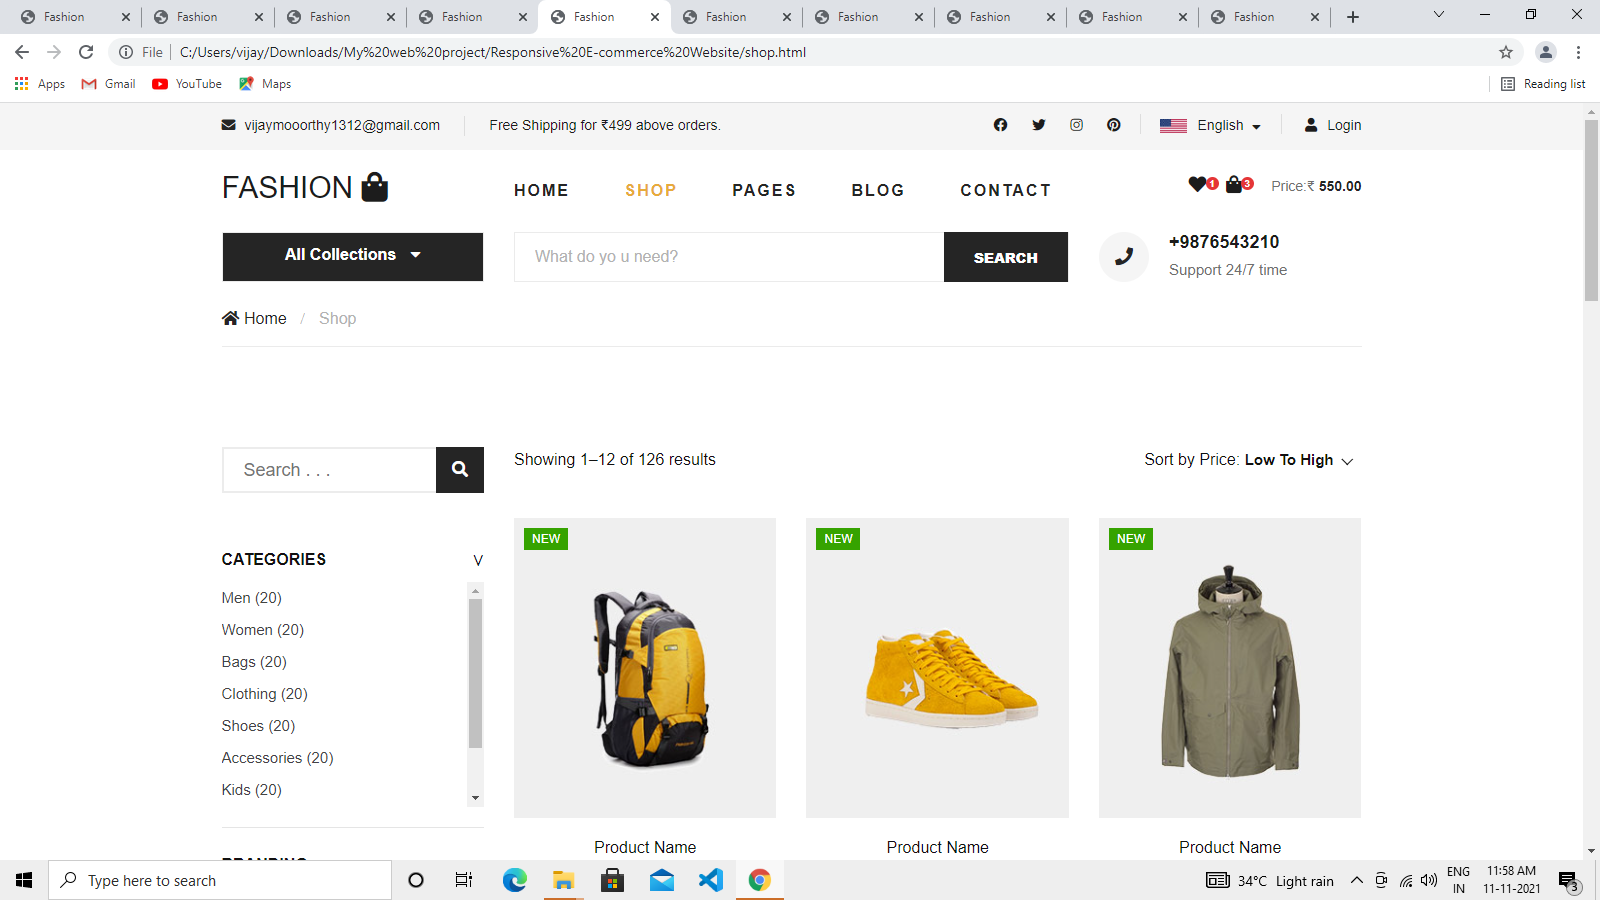 Fashion Fashion Fashion Fashion Fashion Fashion Fashion Fashion Fashion Fashion
File C:/Users/vijay/Downloads/My%20web%20project/Responsive%20E-commerce%20Website/shop.html
Apps Gmail YouTube Maps Reading list
vijaymooorthy1312@gmail.com Free Shipping for ₹499 above orders. English Login
FASHION HOME SHOP PAGES BLOG CONTACT 1 3 Price:₹ 550.00
All Collections What do yo u need? SEARCH +9876543210
Support 24/7 time
Home / Shop
Search . . . Showing 1–12 of 126 results Sort by Price: Low To High
NEW NEW NEW
CATEGORIES V
Men (20)
Women (20)
Bags (20)
Clothing (20)
Shoes (20)
Accessories (20)
Kids (20)
Product Name Product Name Product Name
BRANDING
Type here to search 34°C Light rain ENG IN 11:58 AM 11-11-2021 3